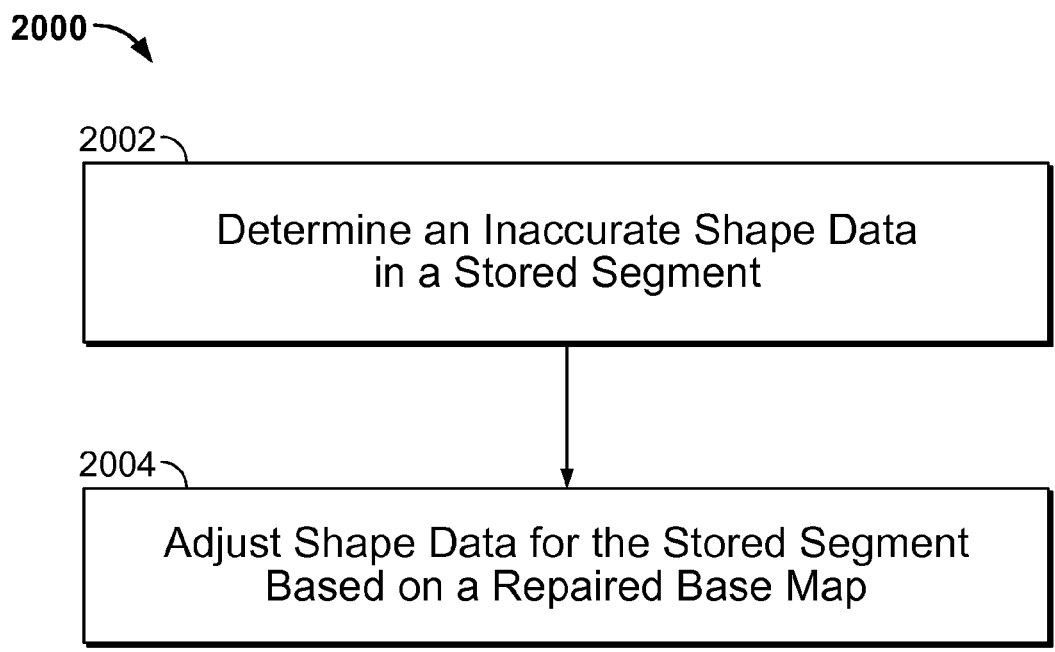 2000
2002
Determine an Inaccurate Shape Data
in a Stored Segment
2004
Adjust Shape Data for the Stored Segment
Based on a Repaired Base Map